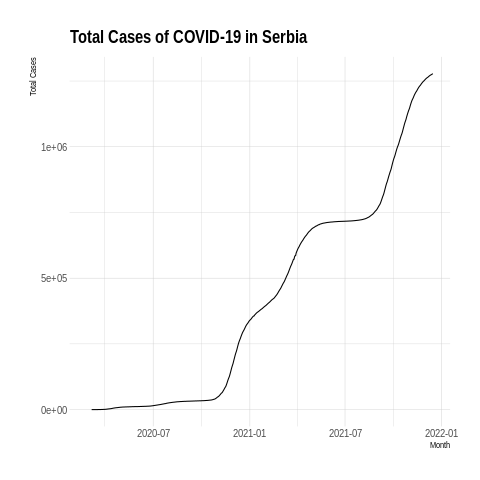 Total Cases of COVID-19 in Serbia
Total Cases
1e+06
5e+05
0e+00
2020-07 2021-01 2021-07 2022-01
Month